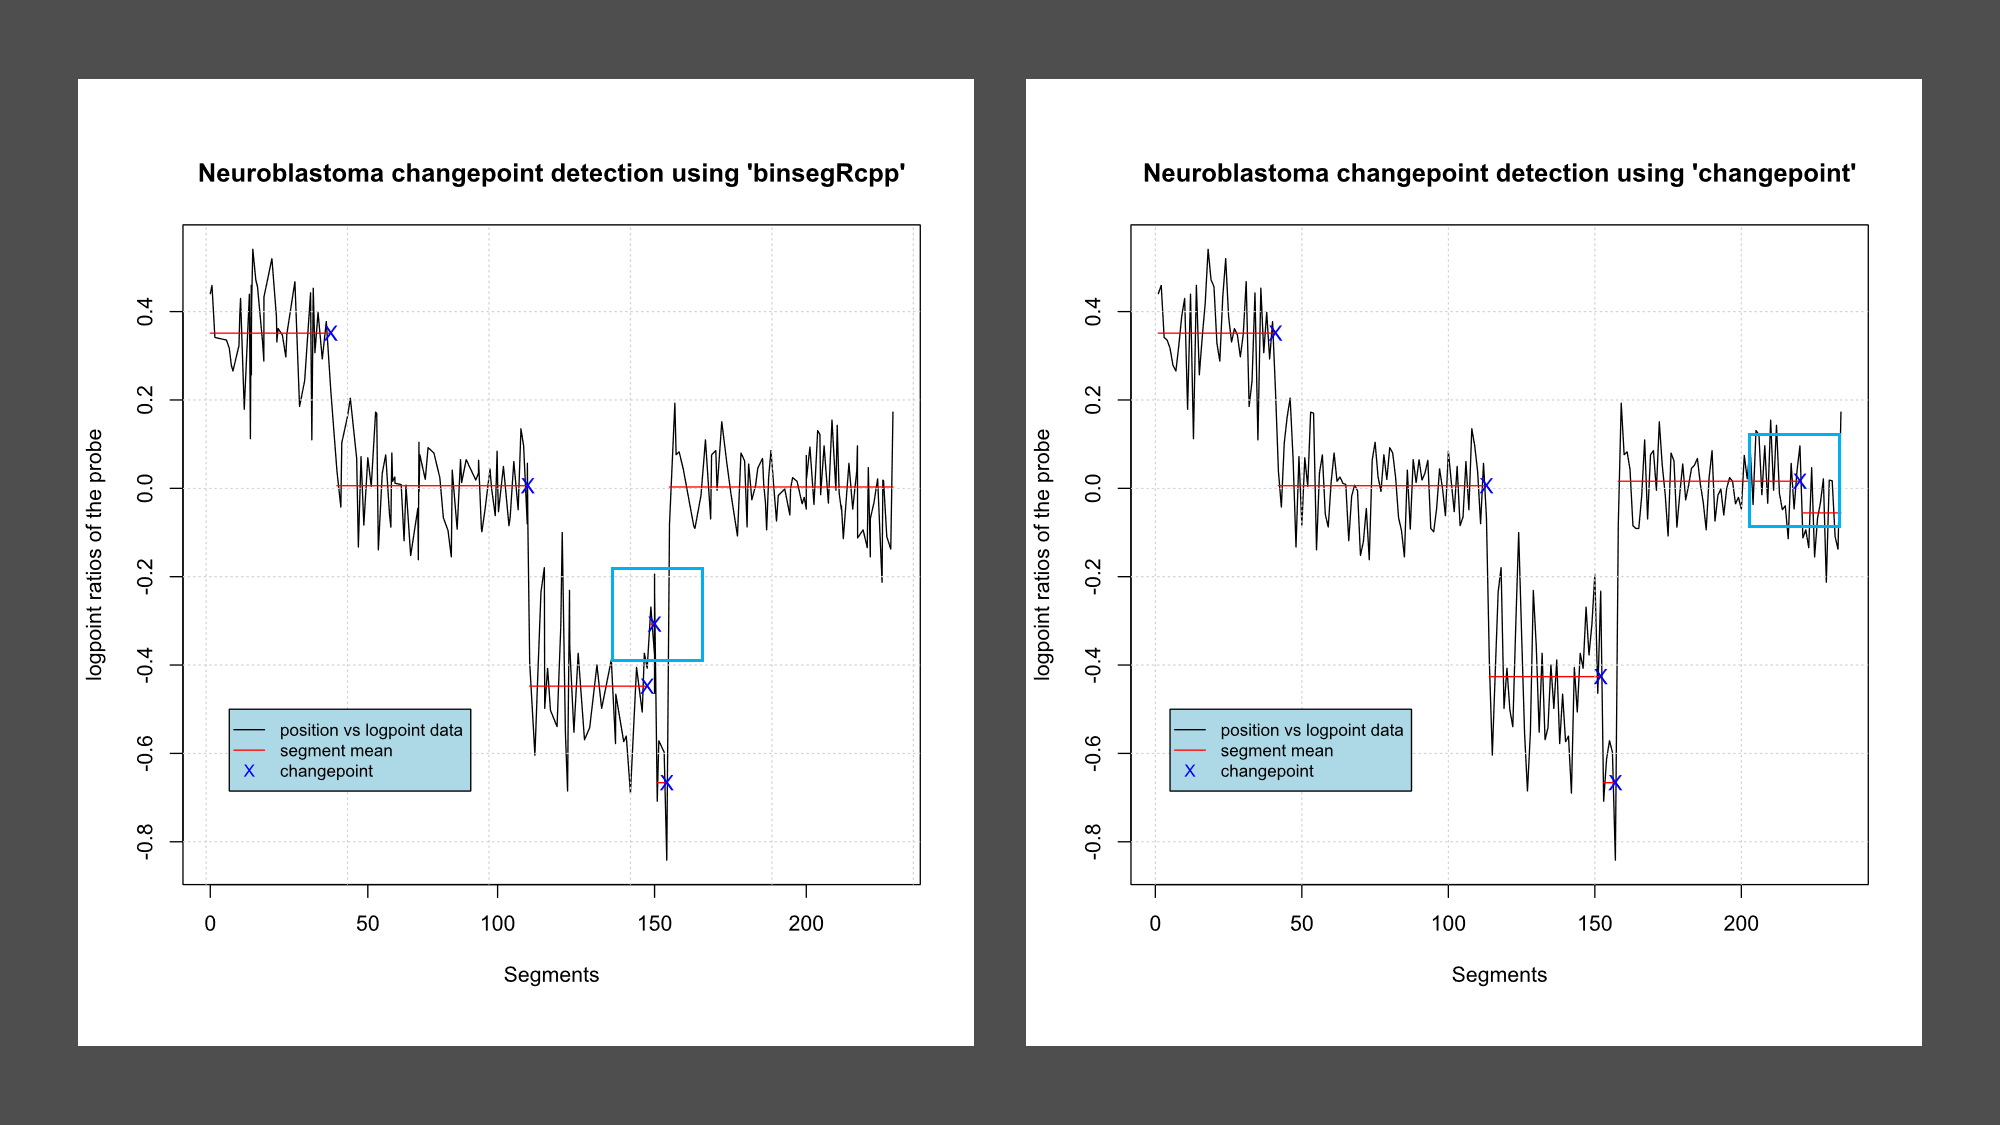 Neuroblastoma changepoint detection using 'binsegRcpp'
logpoint ratios of the probe
0.4
0.2
0.0
-0.2
-0.4
-0.6
-0.8
position vs logpoint data
segment mean
X changepoint
0 50 100 150 200
Segments
Neuroblastoma changepoint detection using 'changepoint'
logpoint ratios of the probe
0.4
0.2
0.0
-0.2
-0.4
-0.6
-0.8
position vs logpoint data
segment mean
X changepoint
0 50 100 150 200
Segments